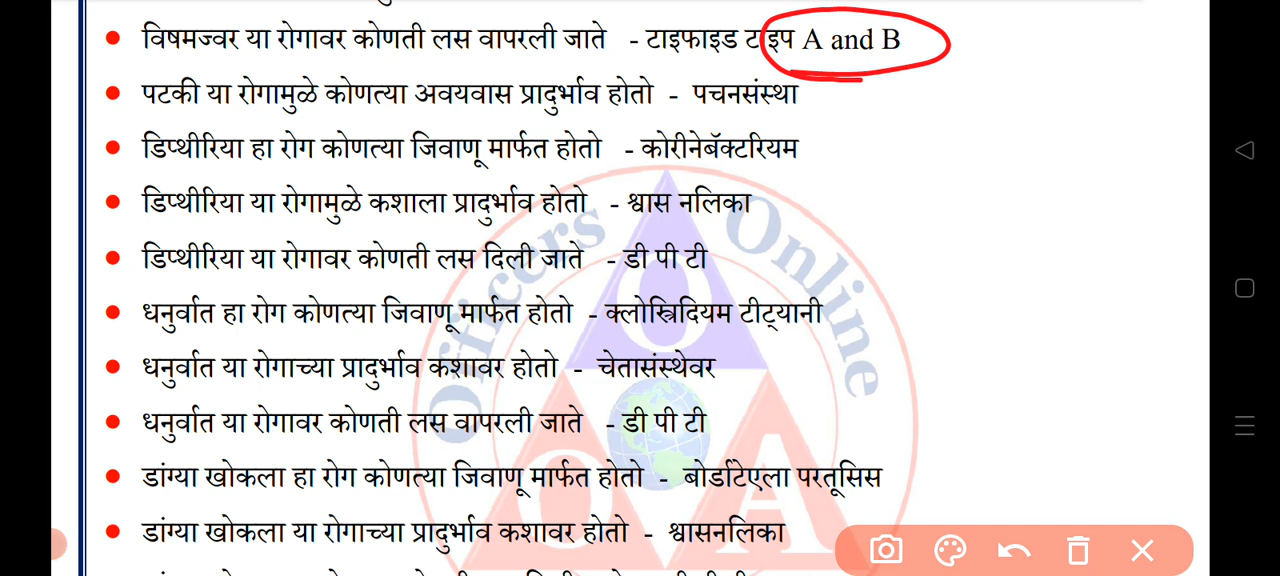 विषमज्वर या रोगावर कोणती लस वापरली जाते - टाइफाइड टाइप A and B
पटकी या रोगामुळे कोणत्या अवयवास प्रादुर्भाव होतो - पचनसंस्था
डिप्थीरिया हा रोग कोणत्या जिवाणू मार्फत होतो - कोरीनेबॅक्टरियम
डिप्थीरिया या रोगामुळे कशाला प्रादुर्भाव होतो - श्वास नलिका
डिप्थीरिया या रोगावर कोणती लस दिली जाते - डी पी टी
धनुर्वात हा रोग कोणत्या जिवाणू मार्फत होतो - क्लोस्त्रिदियम टीट्यानी
धनुर्वात या रोगाच्या प्रादुर्भाव कशावर होतो - चेतासंस्थेवर
धनुर्वात या रोगावर कोणती लस वापरली जाते - डी पी टी
डांग्या खोकला हा रोग कोणत्या जिवाणू मार्फत होतो - बोर्डाटेएला परतूसिस
डांग्या खोकला या रोगाच्या प्रादुर्भाव कशावर होतो - श्वासनलिका
Officers Online
O
O A